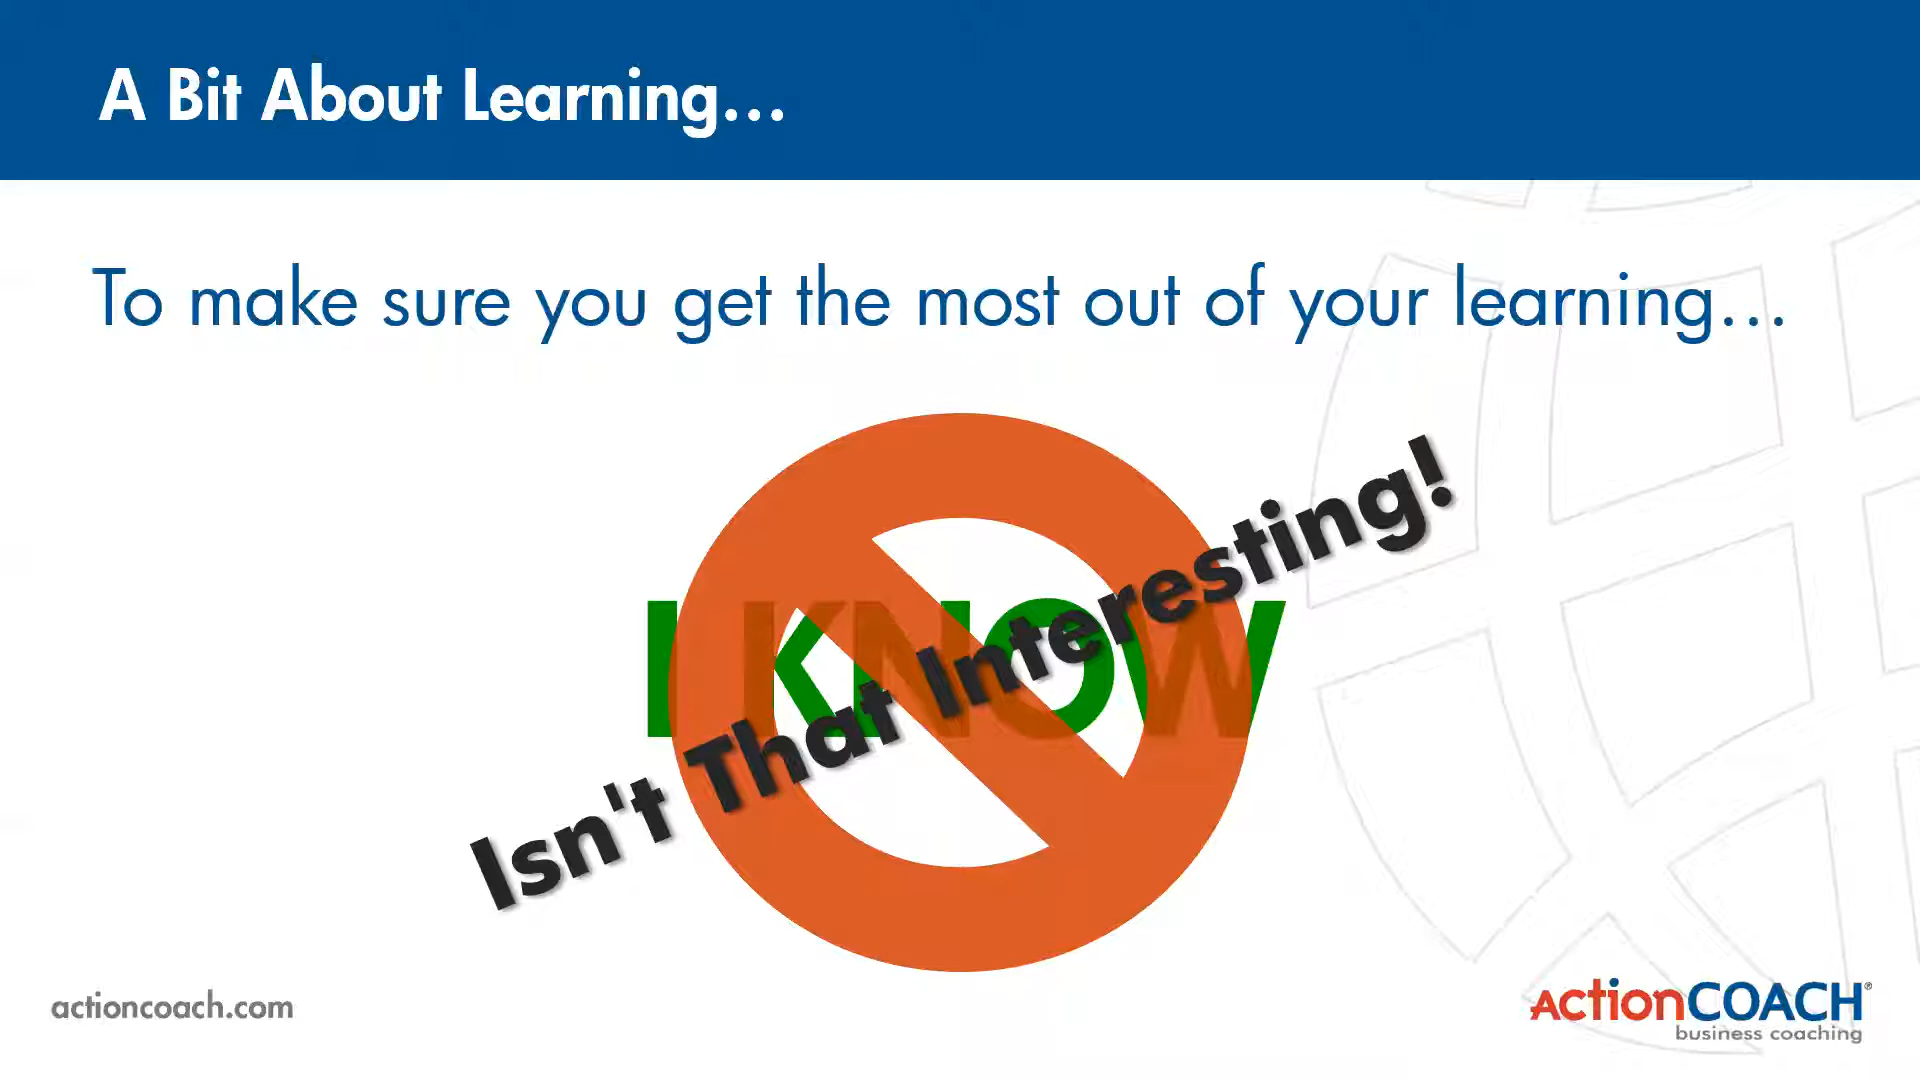 A Bit About Learning...
To make sure you get the most out of your learning...
I KNOW
Isn't That Interesting!
actioncoach.com
ActionCOACH®
business coaching